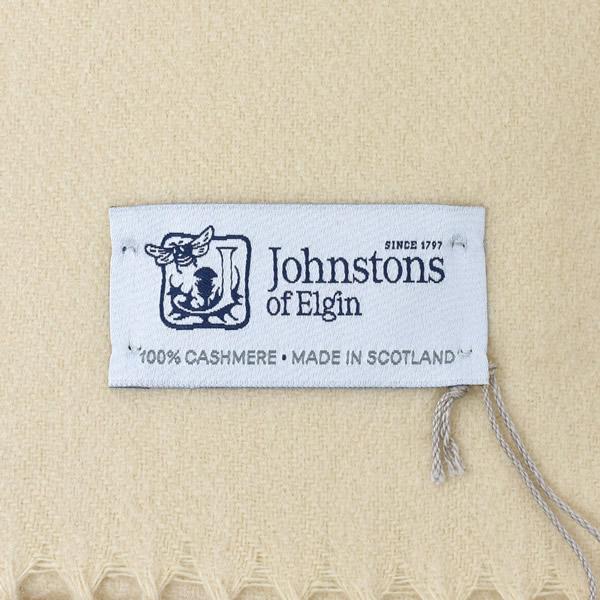 SINCE 1797
Johnstons
of Elgin
100% CASHMERE • MADE IN SCOTLAND